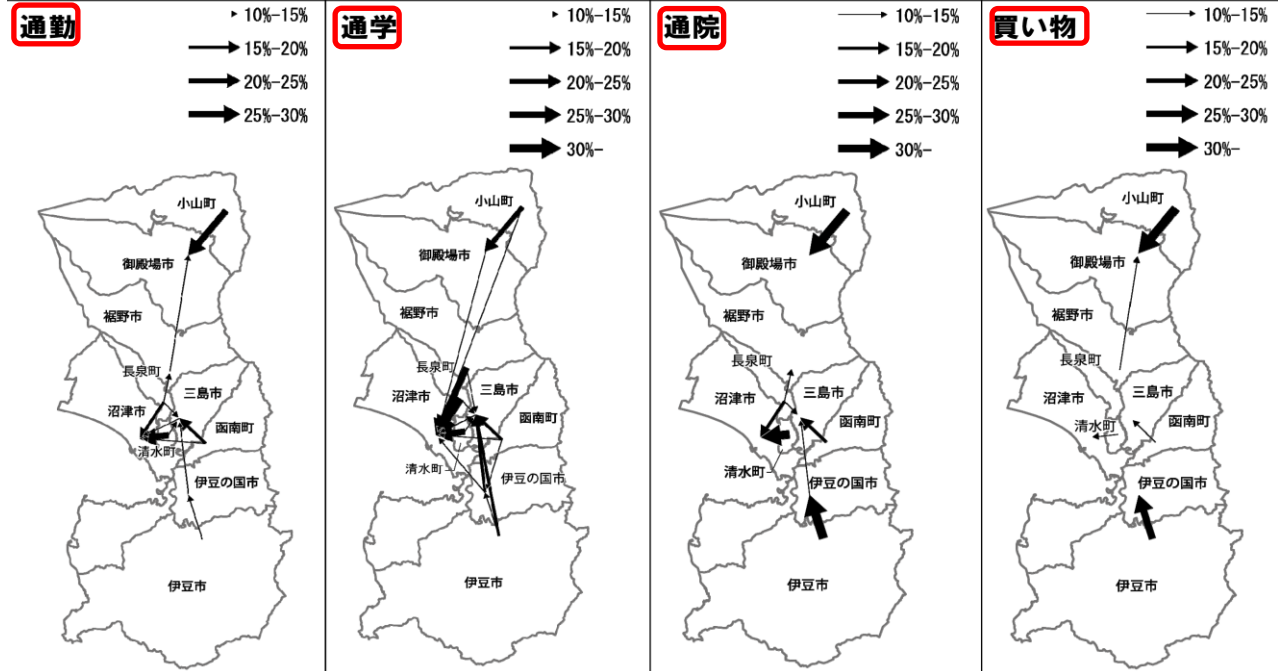 通勤
10%-15%
15%-20%
20%-25%
25%-30%
小山町
御殿場市
裾野市
長泉町
三島市
沼津市
函南町
清水町
伊豆の国市
伊豆市
通学
10%-15%
15%-20%
20%-25%
25%-30%
30%-
小山町
御殿場市
裾野市
長泉町
三島市
沼津市
函南町
清水町
伊豆の国市
伊豆市
通院
10%-15%
15%-20%
20%-25%
25%-30%
30%-
小山町
御殿場市
裾野市
長泉町
三島市
沼津市
函南町
清水町
伊豆の国市
伊豆市
買い物
10%-15%
15%-20%
20%-25%
25%-30%
30%-
小山町
御殿場市
裾野市
長泉町
三島市
沼津市
函南町
清水町
伊豆の国市
伊豆市